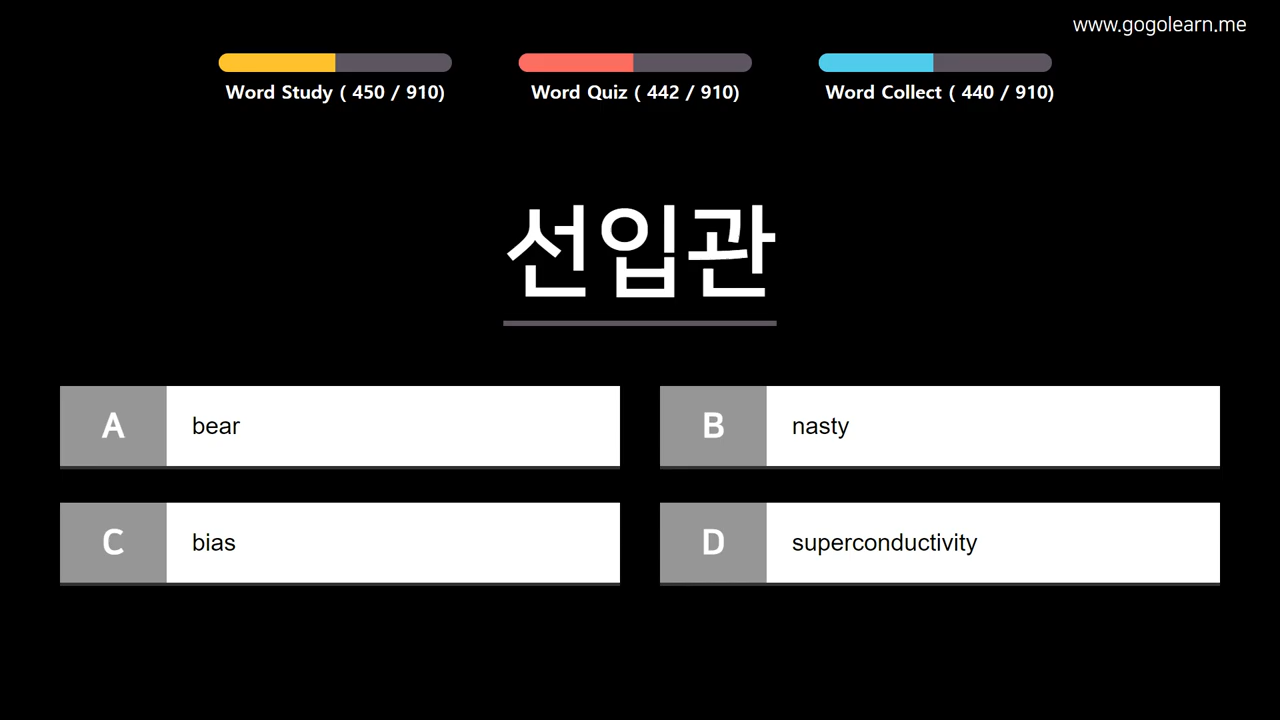 www.gogolearn.me
Word Study ( 450 / 910)
Word Quiz ( 442 / 910)
Word Collect ( 440 / 910)
선입관
A bear
B nasty
C bias
D superconductivity